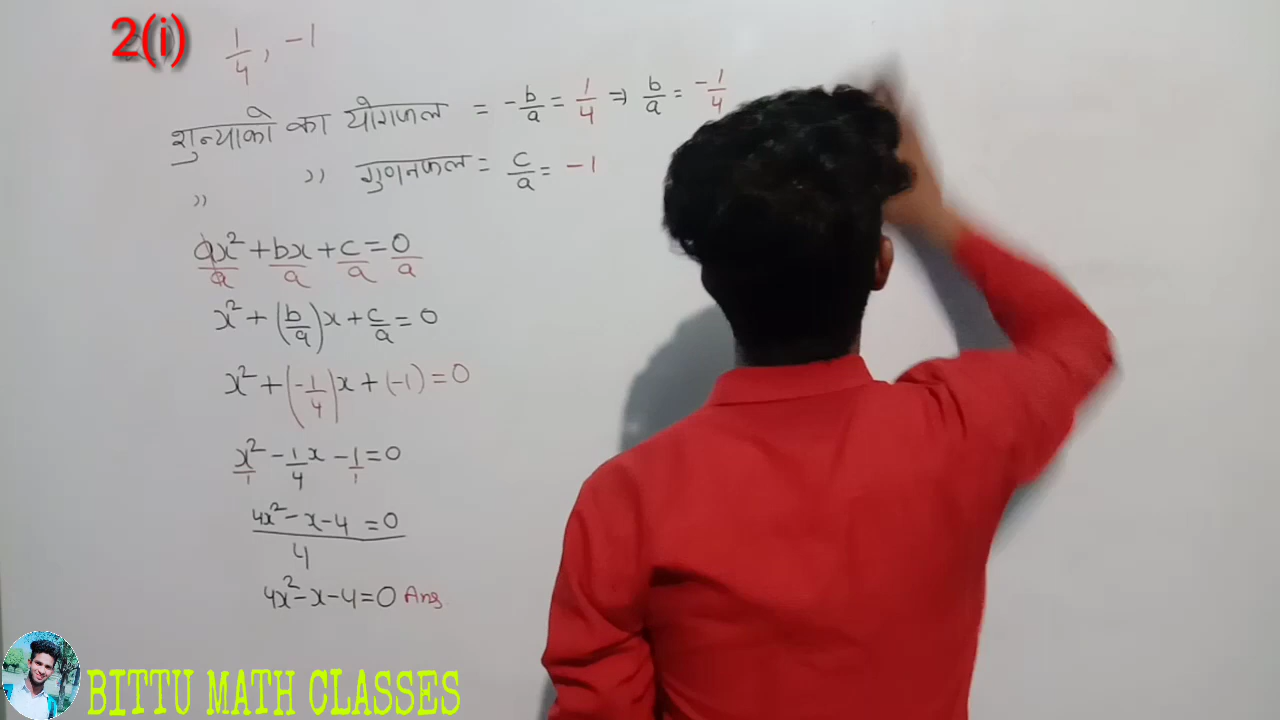 2(i)
1/4, -1
शुन्याको का योगफल = -b/a = 1/4 ⇒ b/a = -1/4
” ” गुणनफल = c/a = -1
ax²/a + bx/a + c/a = 0/a
x² + (b/a)x + c/a = 0
x² + (-1/4)x + (-1) = 0
x²/1 - 1/4 x - 1/1 = 0
4x² - x - 4 = 0
4
4x² - x - 4 = 0 Ans
BITTU MATH CLASSES